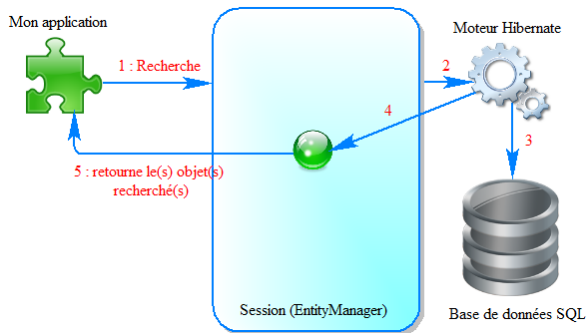 Mon application
Moteur Hibernate
1 : Recherche
2
4
3
5 : retourne le(s) objet(s)
recherché(s)
Session (EntityManager)
Base de données SQL